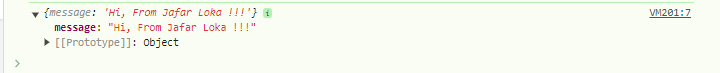 {message: 'Hi, From Jafar Loka !!!'} i VM201:7
message: "Hi, From Jafar Loka !!!"
[[Prototype]]: Object